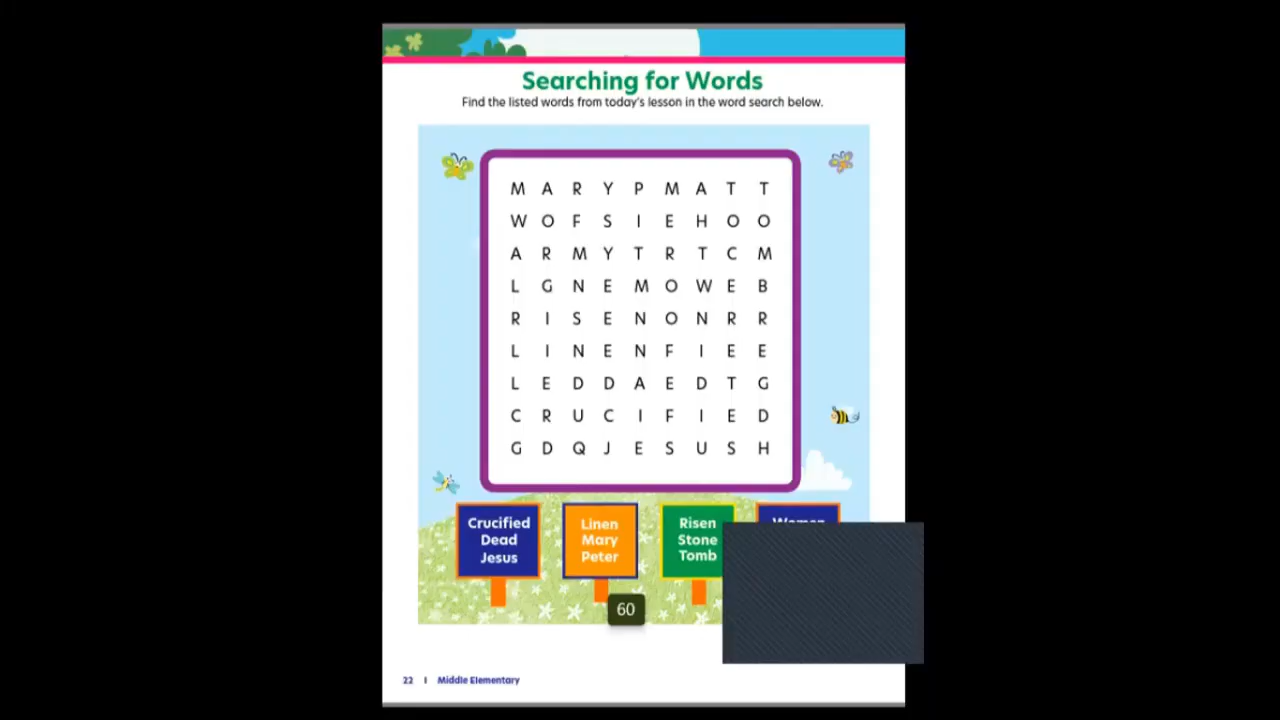 Searching for Words
Find the listed words from today's lesson in the word search below.
M A R Y P M A T T
W O F S I E H O O
A R M Y T R T C M
L G N E M O W E B
R I S E N O N R R
L I N E N F I E E
L E D D A E D T G
C R U C I F I E D
G D Q J E S U S H
Crucified
Dead
Jesus
Linen
Mary
Peter
Risen
Stone
Tomb
60
22 | Middle Elementary